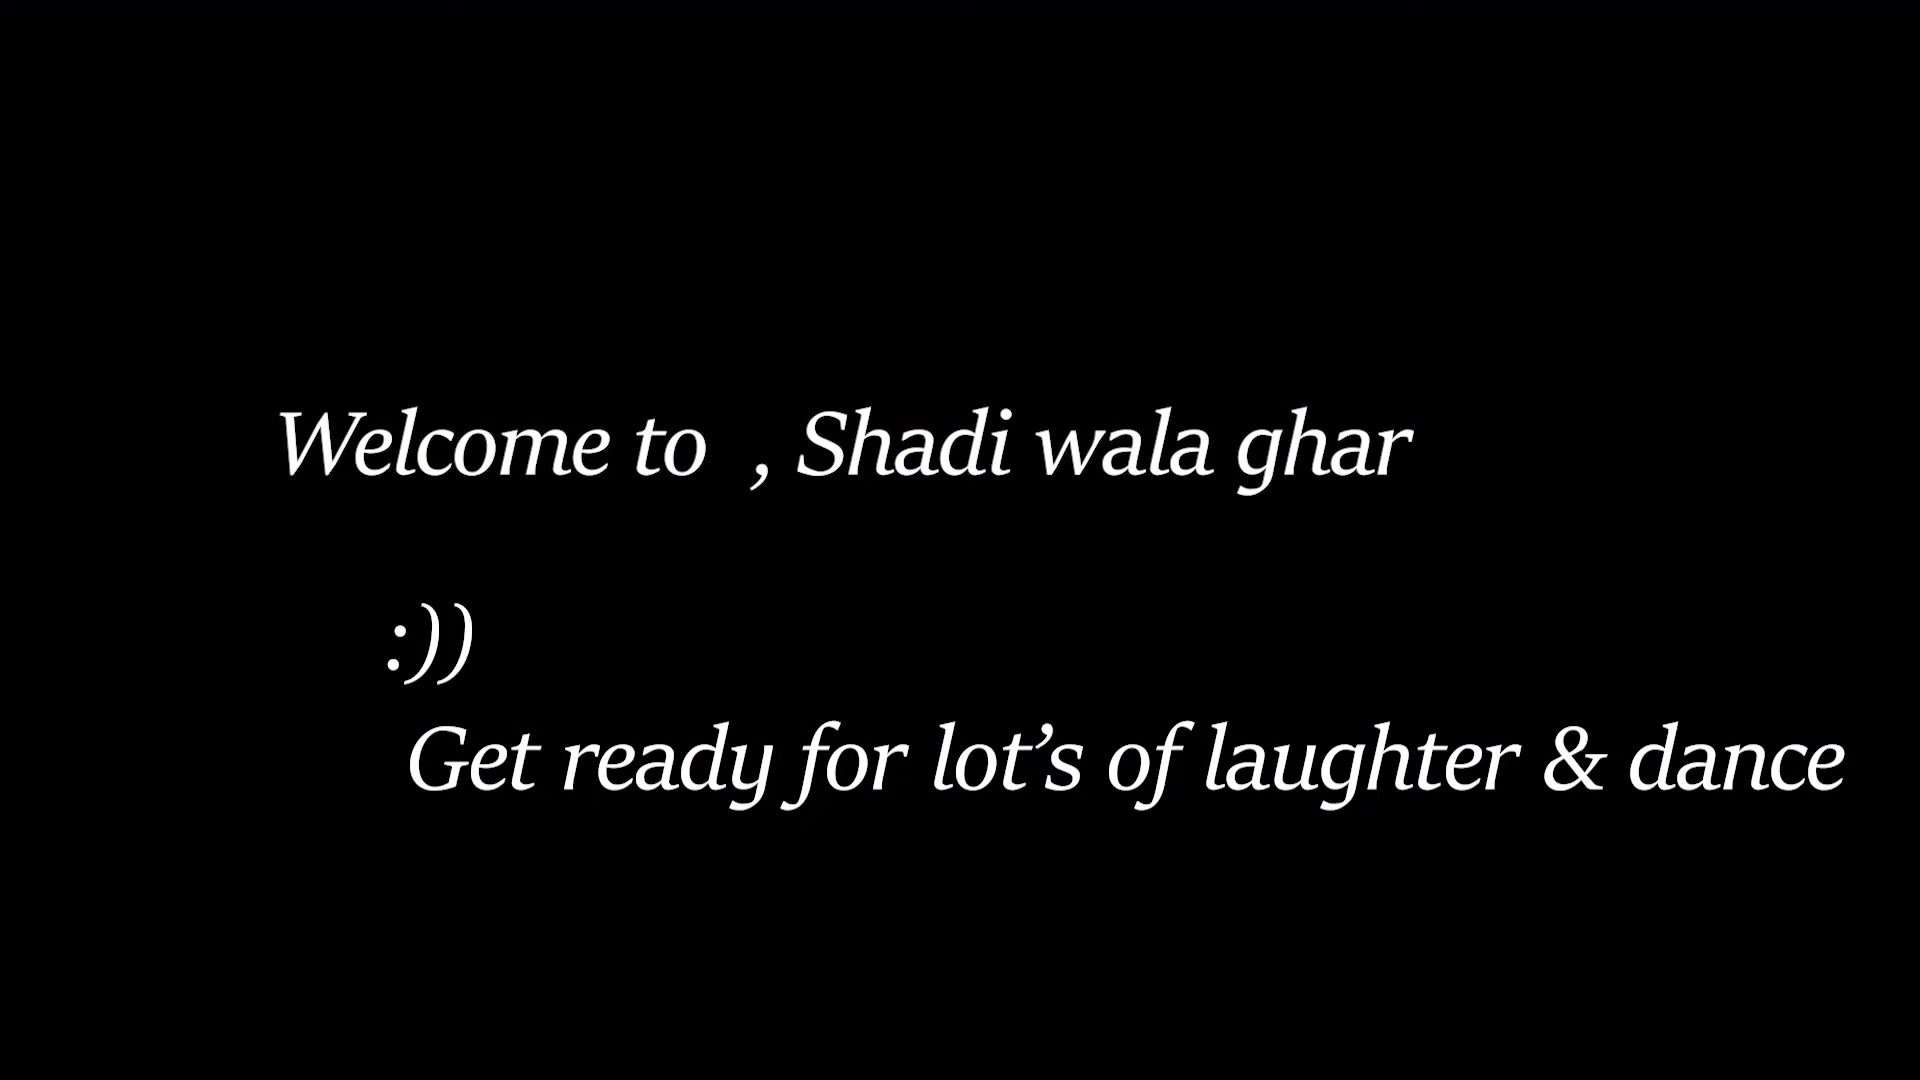 Welcome to  , Shadi wala ghar
:))
Get ready for lot’s of laughter & dance